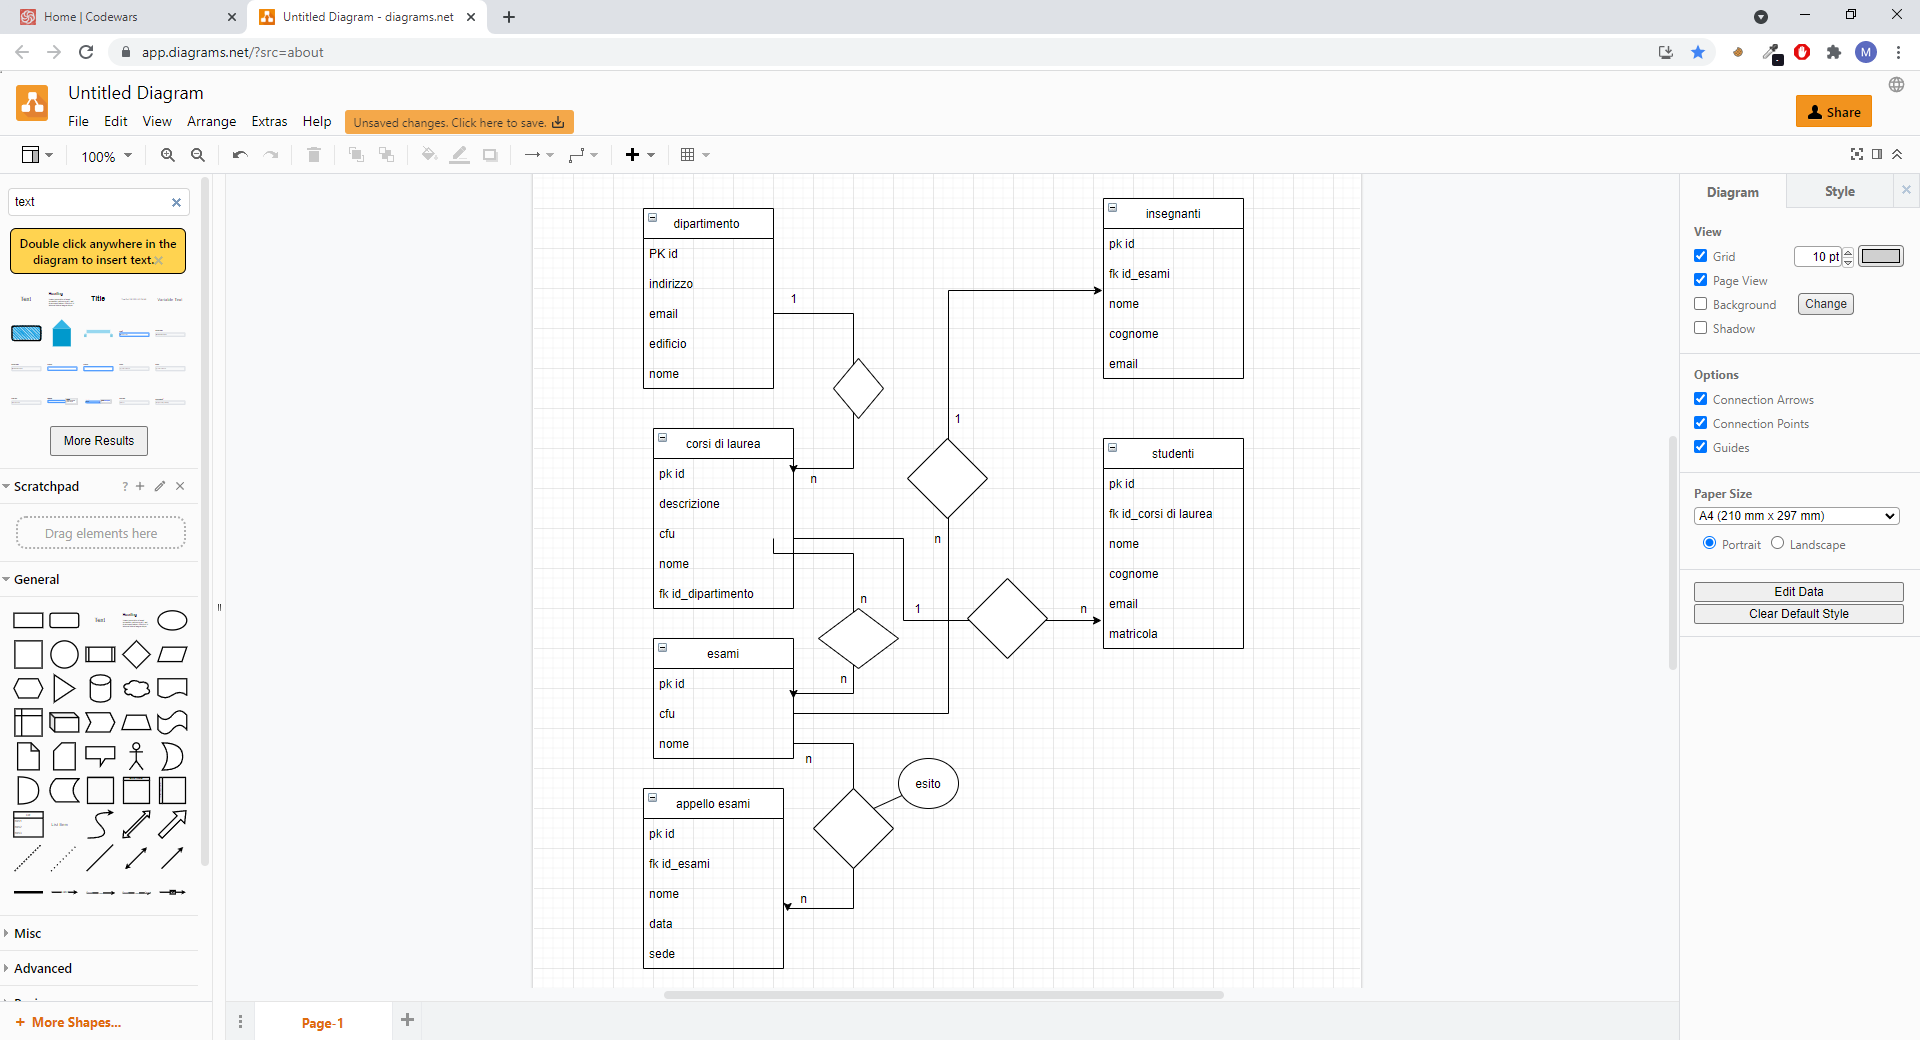 Home | Codewars
Untitled Diagram - diagrams.net
app.diagrams.net/?src=about
M
Untitled Diagram
File Edit View Arrange Extras Help
Unsaved changes. Click here to save.
Share
100%
text
Double click anywhere in the
diagram to insert text.
Text
Heading
Title
More Results
Scratchpad
?
Drag elements here
General
Text
Heading
List Item
Misc
Advanced
+ More Shapes...
dipartimento
PK id
indirizzo
email
edificio
nome
1
n
corsi di laurea
pk id
descrizione
cfu
nome
fk id_dipartimento
n
n
esami
pk id
cfu
nome
n
appello esami
pk id
fk id_esami
nome
data
sede
n
esito
1
n
1
n
insegnanti
pk id
fk id_esami
nome
cognome
email
studenti
pk id
fk id_corsi di laurea
nome
cognome
email
matricola
Page-1
Diagram
Style
View
Grid
10 pt
Page View
Background
Change
Shadow
Options
Connection Arrows
Connection Points
Guides
Paper Size
A4 (210 mm x 297 mm)
Portrait
Landscape
Edit Data
Clear Default Style